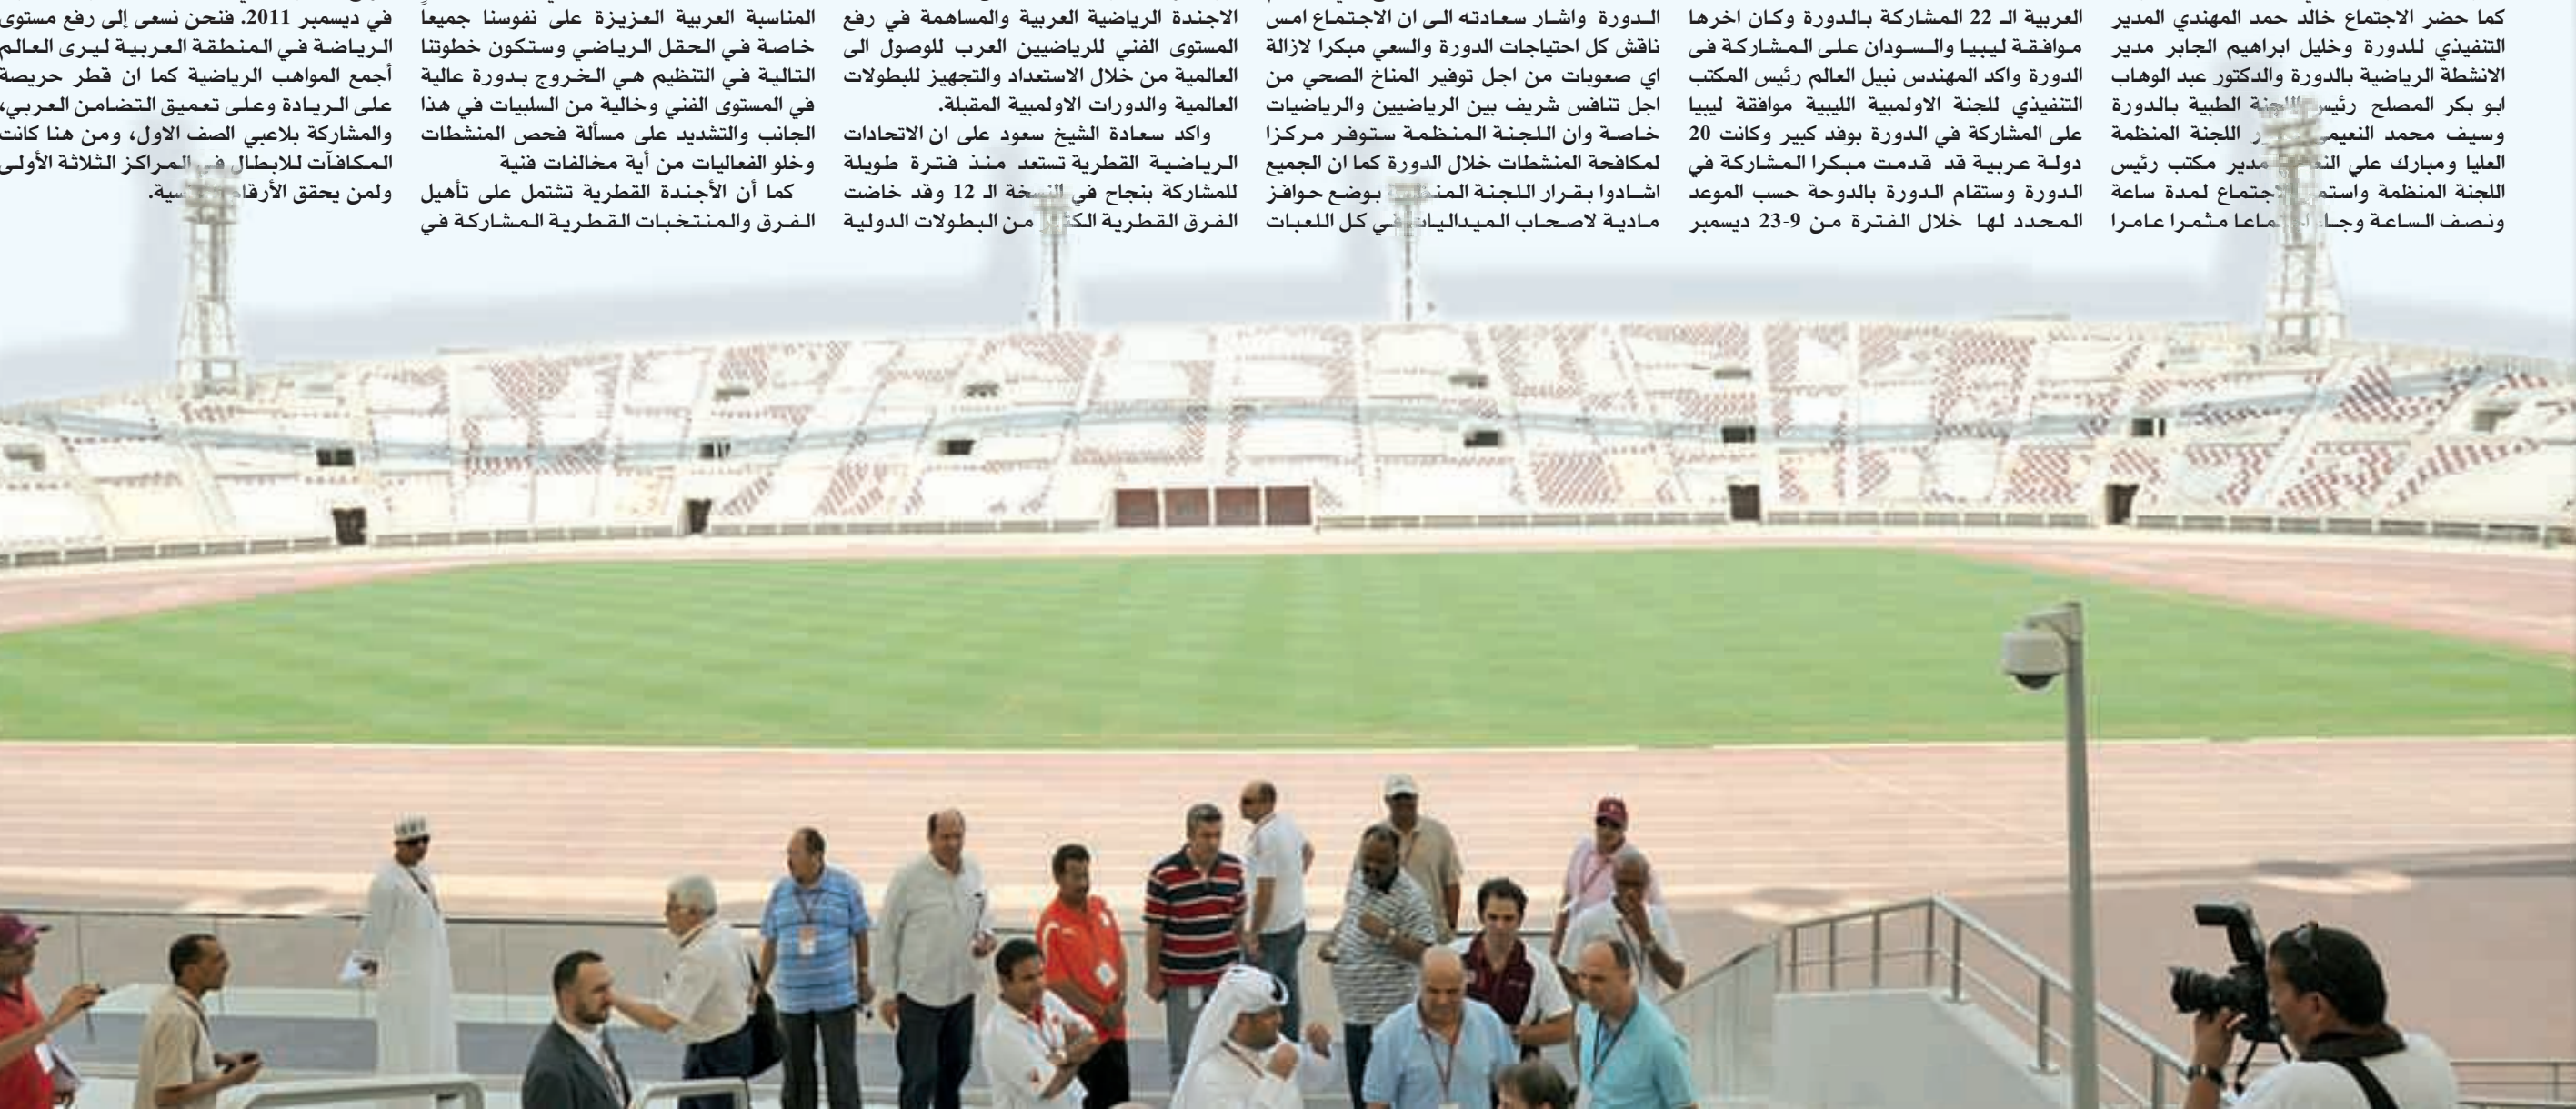 كما حضر الاجتماع خالد حمد المهندي المدير
التنفيذي للدورة وخليل ابراهيم الجابر مدير
الانشطة الرياضية بالدورة والدكتور عبد الوهاب
ابو بكر المصلح رئيس اللجنة الطبية بالدورة
وسيف محمد النعيمي اللجنة المنظمة
العليا ومبارك علي مدير مكتب رئيس
اللجنة المنظمة الاجتماع لمدة ساعة
ونصف الساعة مثمرا عامرا
العربية الـ 22 المشاركة بالدورة وكان اخرها
موافقة ليبيا والسودان على المشاركة فى
الدورة واكد المهندس نبيل العالم رئيس المكتب
التنفيذي للجنة الاولمبية الليبية موافقة ليبيا
على المشاركة في الدورة بوفد كبير وكانت 20
دولة عربية قد قدمت مبكرا المشاركة في
الدورة وستقام الدورة بالدوحة حسب الموعد
المحدد لها خلال الفترة من 9-23 ديسمبر
الدورة واشار سعادته الى ان الاجتماع امس
ناقش كل احتياجات الدورة والسعي مبكرا لازالة
اي صعوبات من اجل توفير المناخ الصحي من
اجل تنافس شريف بين الرياضيين والرياضيات
خاصة وان اللجنة المنظمة ستوفر مركزا
لمكافحة المنشطات خلال الدورة كما ان الجميع
اشادوا بقرار اللجنة بوضع حوافز
مادية لاصحاب الميداليات في كل اللعبات
الاجندة الرياضية العربية والمساهمة في رفع
المستوى الفني للرياضيين العرب للوصول الى
العالمية من خلال الاستعداد والتجهيز للبطولات
العالمية والدورات الاولمبية المقبلة.
واكد سعادة الشيخ سعود على ان الاتحادات
الرياضية القطرية تستعد منذ فترة طويلة
للمشاركة بنجاح في النسخة الـ 12 وقد خاضت
الفرق القطرية من البطولات الدولية
المناسبة العربية العزيزة على نفوسنا جميعاً
خاصة في الحقل الرياضي وستكون خطوتنا
التالية في التنظيم هي الخروج بدورة عالية
في المستوى الفني وخالية من السلبيات في هذا
الجانب والتشديد على مسألة فحص المنشطات
وخلو الفعاليات من أية مخالفات فنية
كما أن الأجندة القطرية تشتمل على تأهيل
الفرق والمنتخبات القطرية المشاركة في
في ديسمبر 2011. فنحن نسعى إلى رفع مستوى
الرياضة في المنطقة العربية ليرى العالم
أجمع المواهب الرياضية كما ان قطر حريصة
على الريادة وعلى تعميق التضامن العربي،
والمشاركة بلاعبي الصف الاول، ومن هنا كانت
المكافآت للابطال في المراكز الثلاثة الأولى
ولمن يحقق